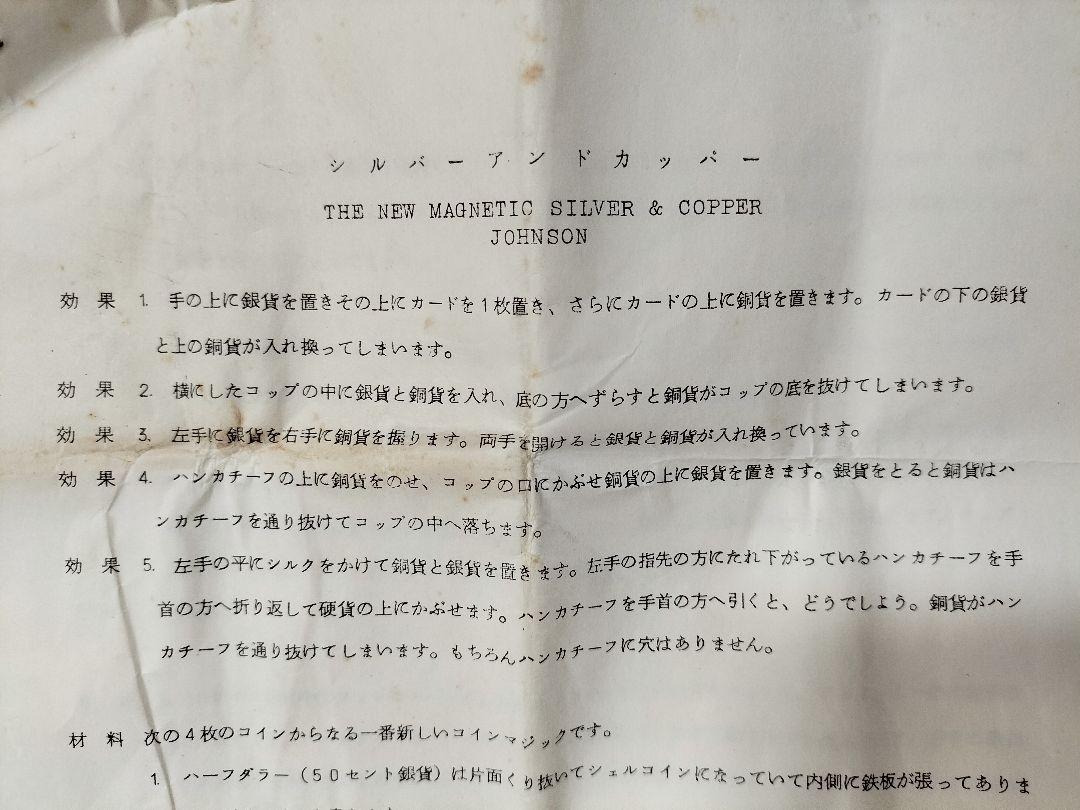 シルバーアンドカッパー
THE NEW MAGNETIC SILVER & COPPER
JOHNSON
効 果 1. 手の上に銀貨を置きその上にカードを1枚置き、さらにカードの上に銅貨を置きます。カードの下の銀貨
と上の銅貨が入れ換ってしまいます。
効 果 2. 横にしたコップの中に銀貨と銅貨を入れ、底の方へずらすと銅貨がコップの底を抜けてしまいます。
効 果 3. 左手に銀貨を右手に銅貨を握ります。両手を開けると銀貨と銅貨が入れ換っています。
効 果 4. ハンカチーフの上に銅貨をのせ、コップの口にかぶせ銅貨の上に銀貨を置きます。銀貨をとると銅貨はハ
ンカチーフを通り抜けてコップの中へ落ちます。
効 果 5. 左手の平にシルクをかけて銅貨と銀貨を置きます。左手の指先の方にたれ下がっているハンカチーフを手
首の方へ折り返して硬貨の上にかぶせます。ハンカチーフを手首の方へ引くと、どうでしよう。銅貨がハン
カチーフを通り抜けてしまいます。もちろんハンカチーフに穴はありません。
材 料 次の4枚のコインからなる一番新しいコインマジックです。
1. ハーフダラー(50セント銀貨)は片面くり抜いてシェルコインになっていて内側に鉄板が張ってありま